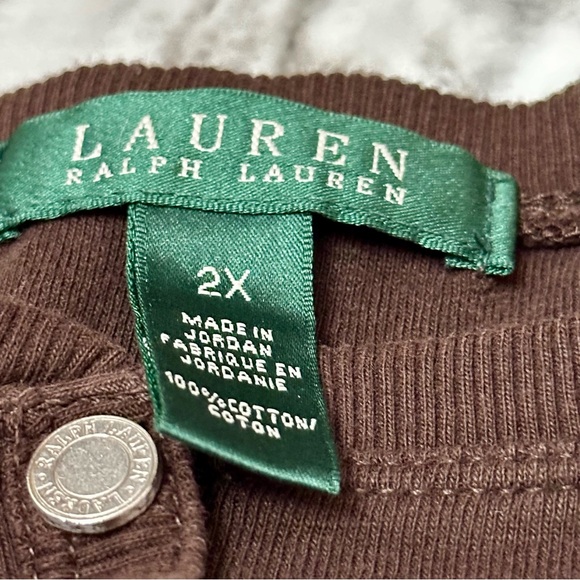 LAUREN
RALPH LAUREN
2X
MADE IN
JORDAN
FABRIQUE EN
JORDANIE
100% COTTON/
COTON
RALPH LAUREN